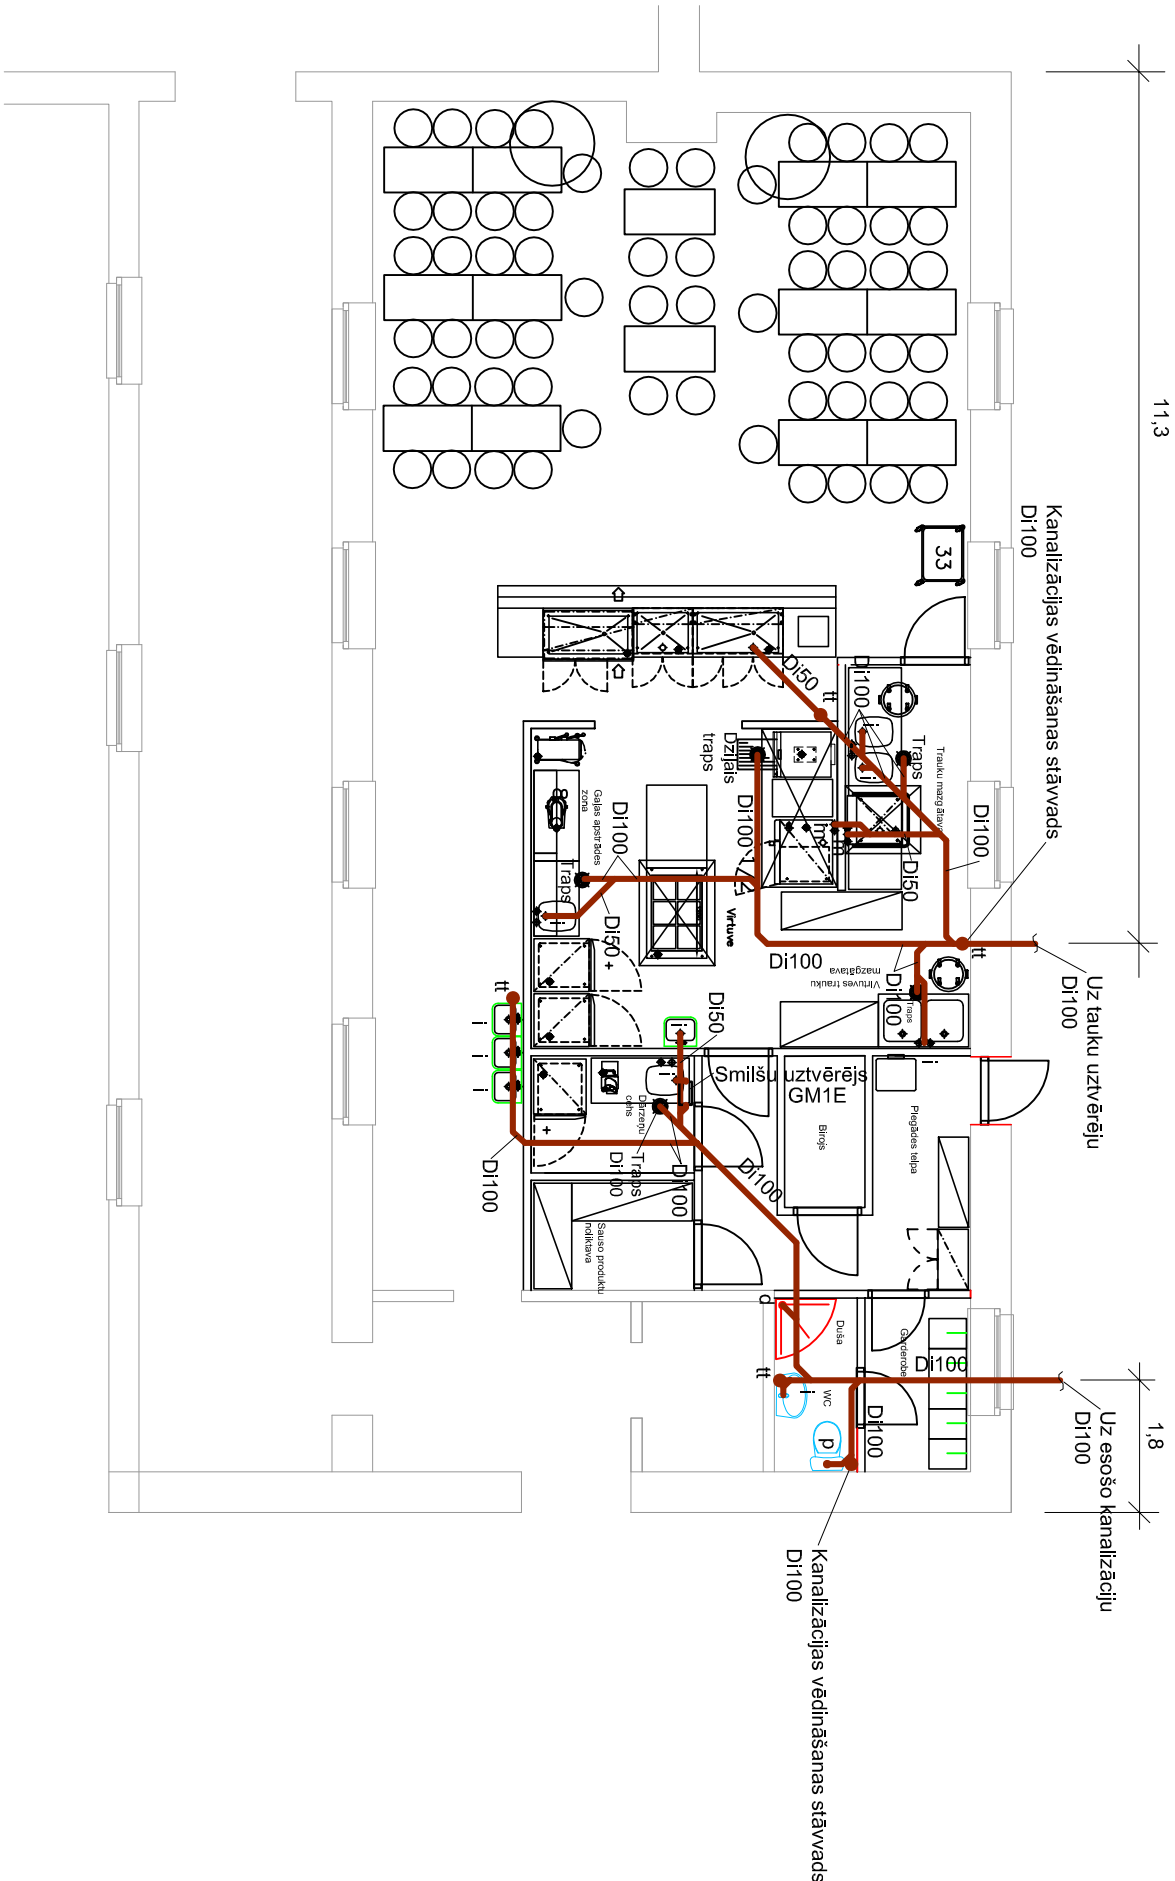 11,3
Kanalizācijas vēdināšanas stāvvads
Di100
33
Di50
tt
Di100
Traps
Trauku mazgātava
Di100
Dziļais
traps
Di100
m
m
Di50
i
i
8
Gaļas apstrādes
zona
Di100
Traps
i
Di50
+
Virtuve
Di100
Virtuves trauku
mazgātava
Di100
Traps
tt
i
Uz tauku uztvērēju
Di100
tt
i
i
i
Di50
i
i
Smilšu uztvērējs
GM1E
Dārzeņu
cehs
Traps
Di100
Di100
+
Di100
Di100
Birojs
Piegādes telpa
Sauso produktu
noliktava
d
Duša
Garderobe
tt
i
WC
Di100
Di100
p
1,8
Uz esošo kanalizāciju
Di100
Kanalizācijas vēdināšanas stāvvads
Di100